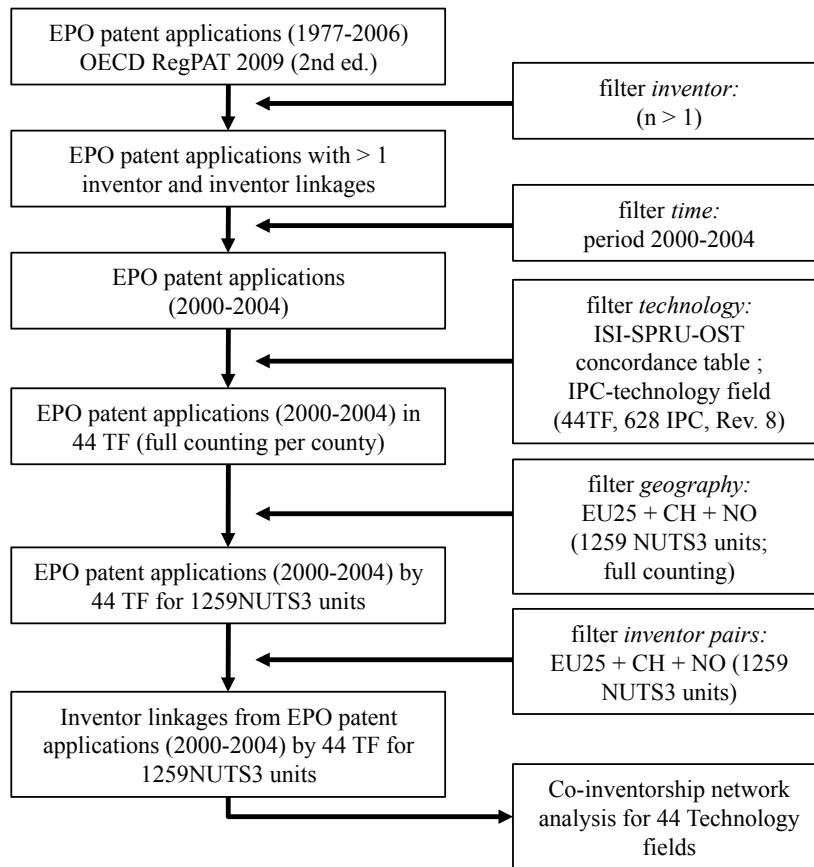 EPO patent applications (1977-2006)
OECD RegPAT 2009 (2nd ed.)
filter inventor:
(n > 1)
EPO patent applications with > 1
inventor and inventor linkages
filter time:
period 2000-2004
EPO patent applications
(2000-2004)
filter technology:
ISI-SPRU-OST
concordance table ;
IPC-technology field
(44TF, 628 IPC, Rev. 8)
EPO patent applications (2000-2004) in
44 TF (full counting per county)
filter geography:
EU25 + CH + NO
(1259 NUTS3 units;
full counting)
EPO patent applications (2000-2004) by
44 TF for 1259NUTS3 units
filter inventor pairs:
EU25 + CH + NO (1259
NUTS3 units)
Inventor linkages from EPO patent
applications (2000-2004) by 44 TF for
1259NUTS3 units
Co-inventorship network
analysis for 44 Technology
fields